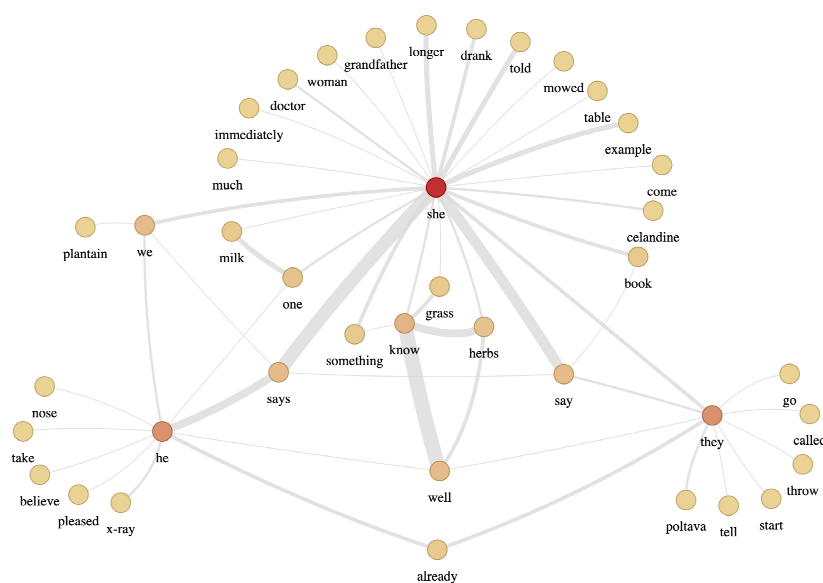 longer
drank
told
grandfather
woman
mowed
doctor
table
immediately
example
much
come
she
celandine
plantain
we
milk
book
one
grass
something
know
herbs
says
say
nose
go
take
he
they
called
believe
well
throw
pleased
x-ray
poltava
tell
start
already